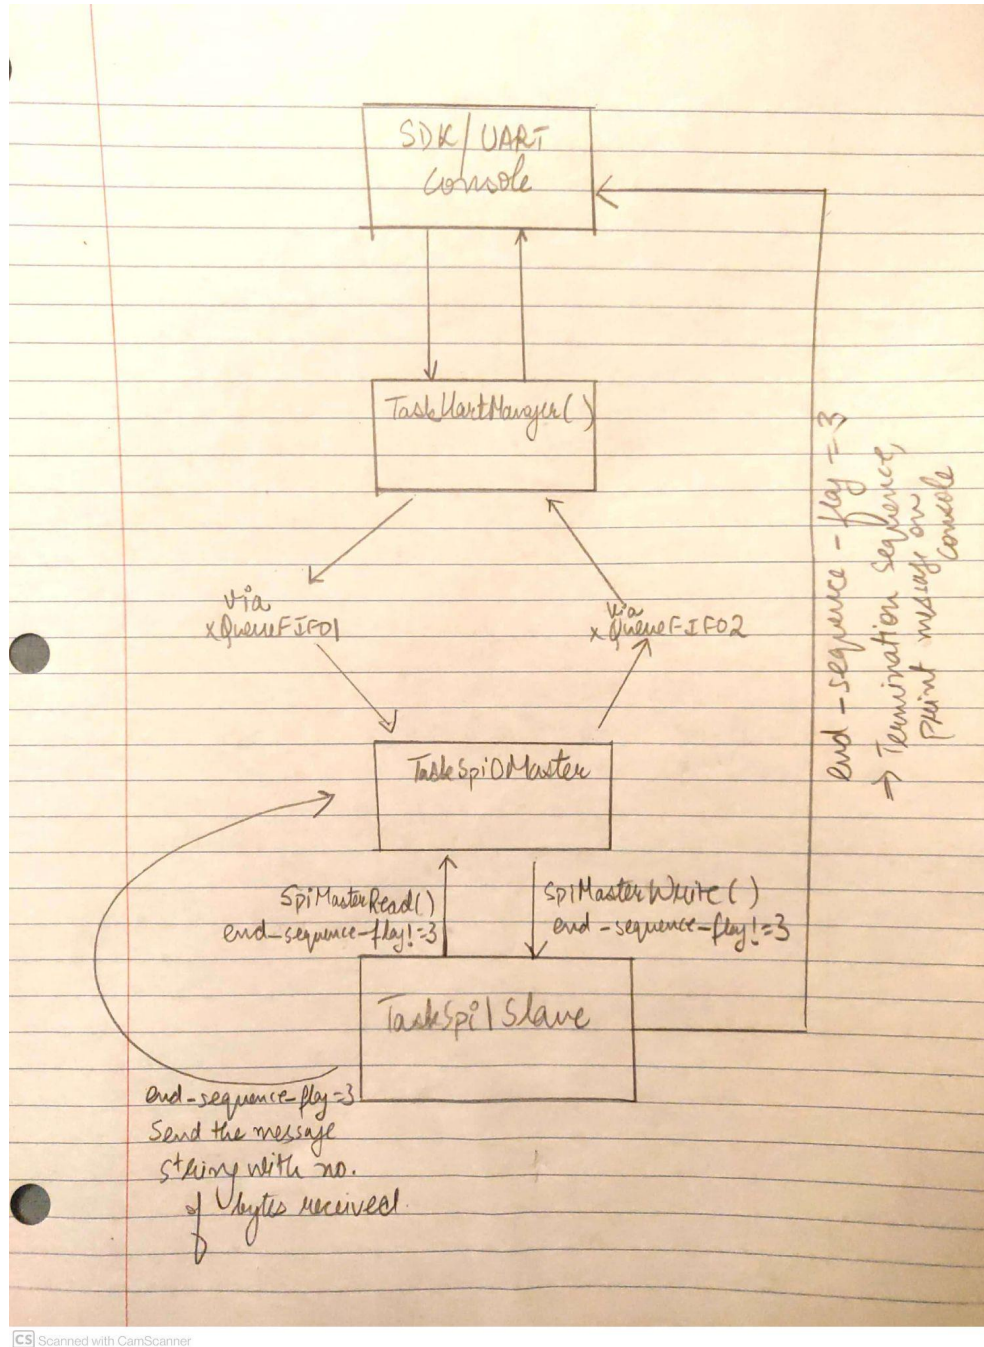 SDK/UART
Console
TaskUartManger()
via
xQueueFIFO1
via
xQueueFIFO2
TaskSpi0Master
SpiMasterRead()
end-sequence-flag!=3
SpiMasterWrite()
end-sequence-flag!=3
TaskSpi1Slave
end-sequence-flag=3
Send the message
string with no.
of bytes received.
end-sequence-flag=3
→ Termination sequence,
print message on
console
CS Scanned with CamScanner